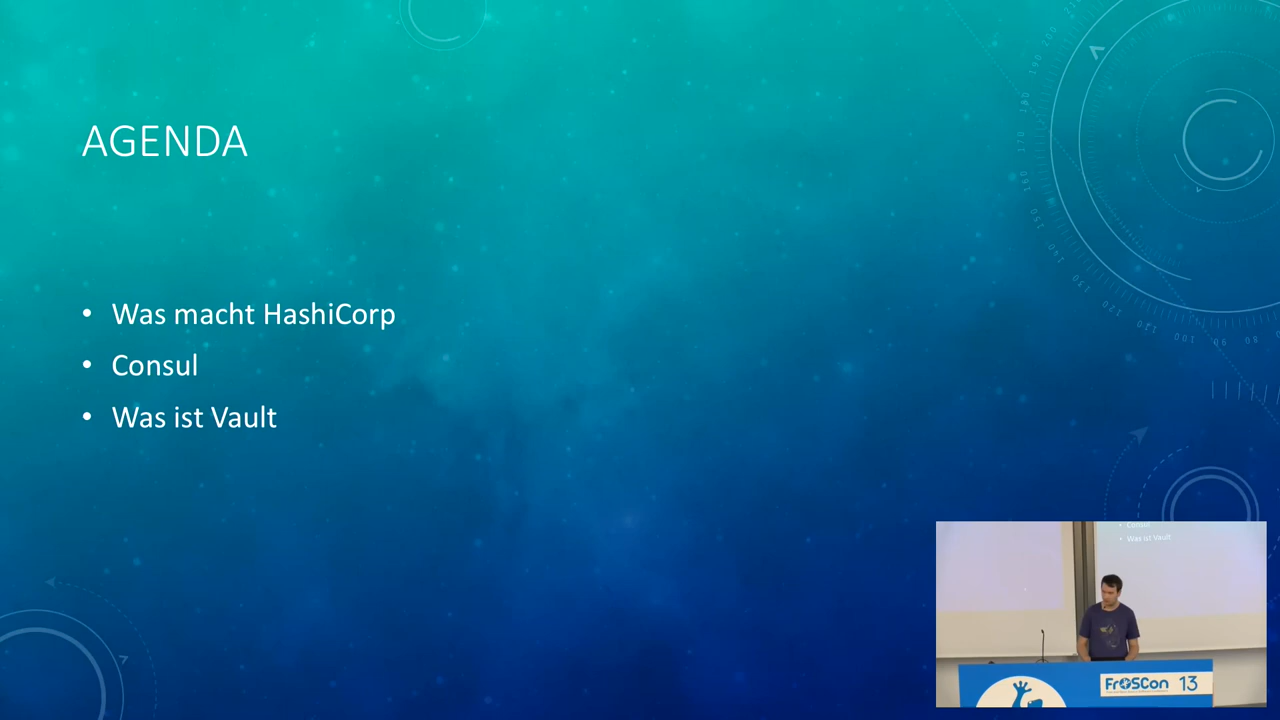 AGENDA
• Was macht HashiCorp
• Consul
• Was ist Vault
Consul
• Was ist Vault
FrOSCon 13